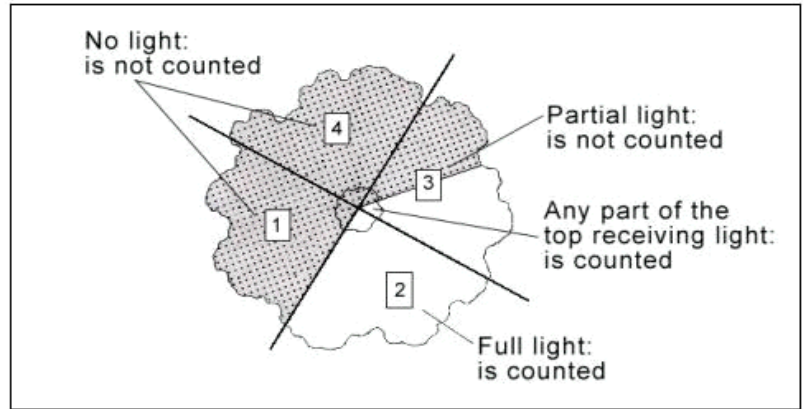 No light:
is not counted
4
Partial light:
is not counted
3
1
Any part of the
top receiving light:
is counted
2
Full light:
is counted